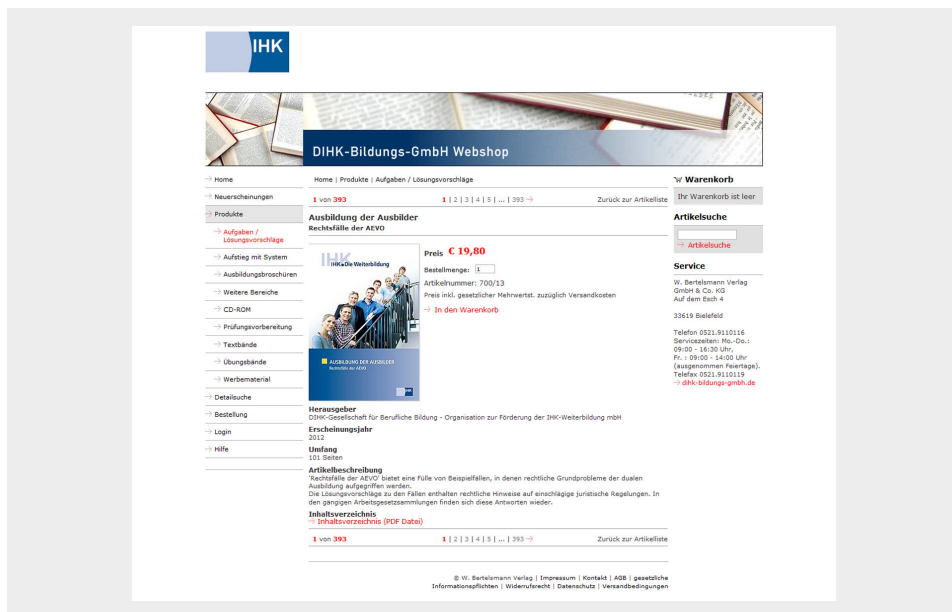 IHK
DIHK-Bildungs-GmbH Webshop
Home
Neuerscheinungen
Produkte
Aufgaben /
Lösungsvorschläge
Aufstieg mit System
Ausbildungsbroschüren
Weitere Bereiche
CD-ROM
Prüfungsvorbereitung
Textbände
Übungsbände
Werbematerial
Detailsuche
Bestellung
Login
Hilfe
Home | Produkte | Aufgaben / Lösungsvorschläge
1 von 393 1 | 2 | 3 | 4 | 5 | ... | 393 Zurück zur Artikelliste
Ausbildung der Ausbilder
Rechtsfälle der AEVO
IHK Die Weiterbildung
AUSBILDUNG DER AUSBILDER
Rechtsfälle der AEVO
IHK
Preis € 19,80
Bestellmenge: 1
Artikelnummer: 700/13
Preis inkl. gesetzlicher Mehrwertst. zuzüglich Versandkosten
In den Warenkorb
Herausgeber
DIHK-Gesellschaft für Berufliche Bildung - Organisation zur Förderung der IHK-Weiterbildung mbH
Erscheinungsjahr
2012
Umfang
101 Seiten
Artikelbeschreibung
'Rechtsfälle der AEVO' bietet eine Fülle von Beispielfällen, in denen rechtliche Grundprobleme der dualen
Ausbildung aufgegriffen werden.
Die Lösungsvorschläge zu den Fällen enthalten rechtliche Hinweise auf einschlägige juristische Regelungen. In
den gängigen Arbeitsgesetzsammlungen finden sich diese Antworten wieder.
Inhaltsverzeichnis
Inhaltsverzeichnis (PDF Datei)
1 von 393 1 | 2 | 3 | 4 | 5 | ... | 393 Zurück zur Artikelliste
© W. Bertelsmann Verlag | Impressum | Kontakt | AGB | gesetzliche
Informationspflichten | Widerrufsrecht | Datenschutz | Versandbedingungen
Warenkorb
Ihr Warenkorb ist leer
Artikelsuche
Artikelsuche
Service
W. Bertelsmann Verlag
GmbH & Co. KG
Auf dem Esch 4
33619 Bielefeld
Telefon 0521.9110116
Servicezeiten: Mo.-Do.:
09:00 - 16:30 Uhr,
Fr. : 09:00 - 14:00 Uhr
(ausgenommen Feiertage).
Telefax 0521.9110119
dihk-bildungs-gmbh.de